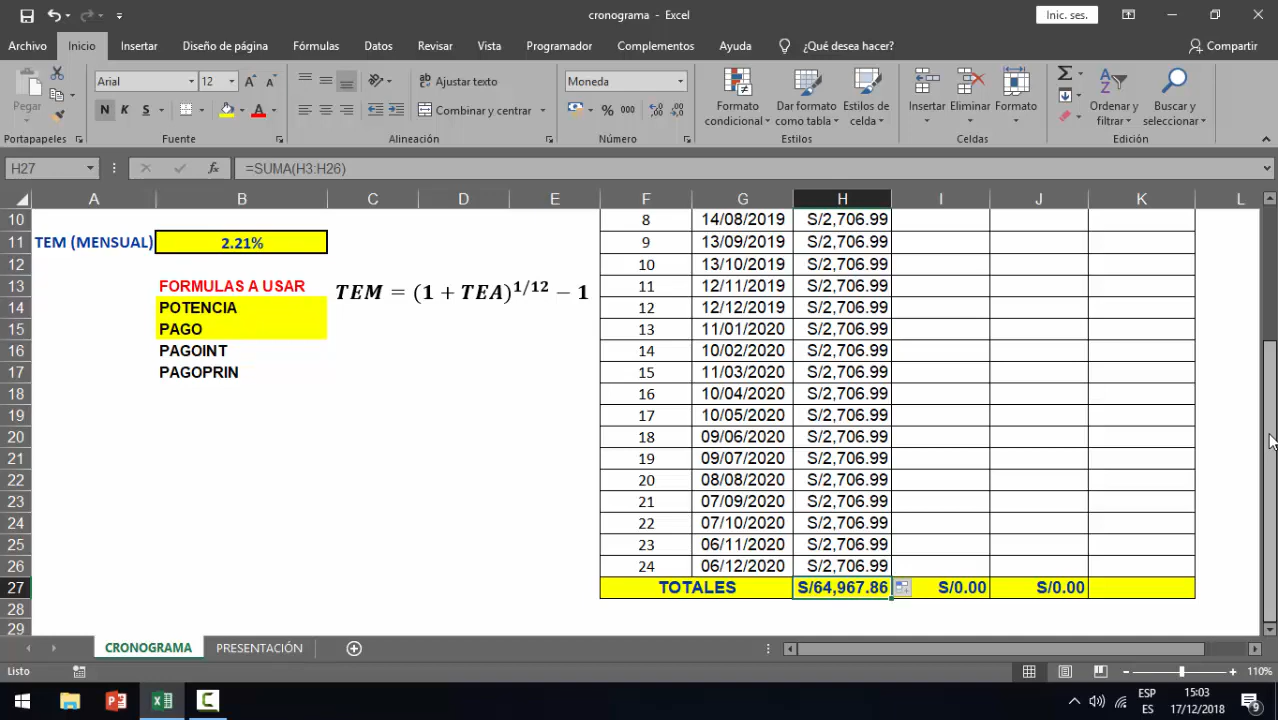 cronograma - Excel
Inic. ses.
Archivo Inicio Insertar Diseño de página Fórmulas Datos Revisar Vista Programador Complementos Ayuda ¿Qué desea hacer? Compartir
Pegar
Arial 12
N K S
Ajustar texto
Combinar y centrar
Moneda
% 000
Formato condicional
Dar formato como tabla
Estilos de celda
Insertar
Eliminar
Formato
Ordenar y filtrar
Buscar y seleccionar
Portapapeles Fuente Alineación Número Estilos Celdas Edición
H27 fx =SUMA(H3:H26)
A B C D E F G H I J K L
10 8 14/08/2019 S/2,706.99
11 TEM (MENSUAL) 2.21% 9 13/09/2019 S/2,706.99
12 10 13/10/2019 S/2,706.99
13 FORMULAS A USAR TEM = (1 + TEA)^1/12 − 1 11 12/11/2019 S/2,706.99
14 POTENCIA 12 12/12/2019 S/2,706.99
15 PAGO 13 11/01/2020 S/2,706.99
16 PAGOINT 14 10/02/2020 S/2,706.99
17 PAGOPRIN 15 11/03/2020 S/2,706.99
18 16 10/04/2020 S/2,706.99
19 17 10/05/2020 S/2,706.99
20 18 09/06/2020 S/2,706.99
21 19 09/07/2020 S/2,706.99
22 20 08/08/2020 S/2,706.99
23 21 07/09/2020 S/2,706.99
24 22 07/10/2020 S/2,706.99
25 23 06/11/2020 S/2,706.99
26 24 06/12/2020 S/2,706.99
27 TOTALES S/64,967.86 S/0.00 S/0.00
28
29
CRONOGRAMA PRESENTACIÓN
Listo 110%
ESP 15:03
ES 17/12/2018 9